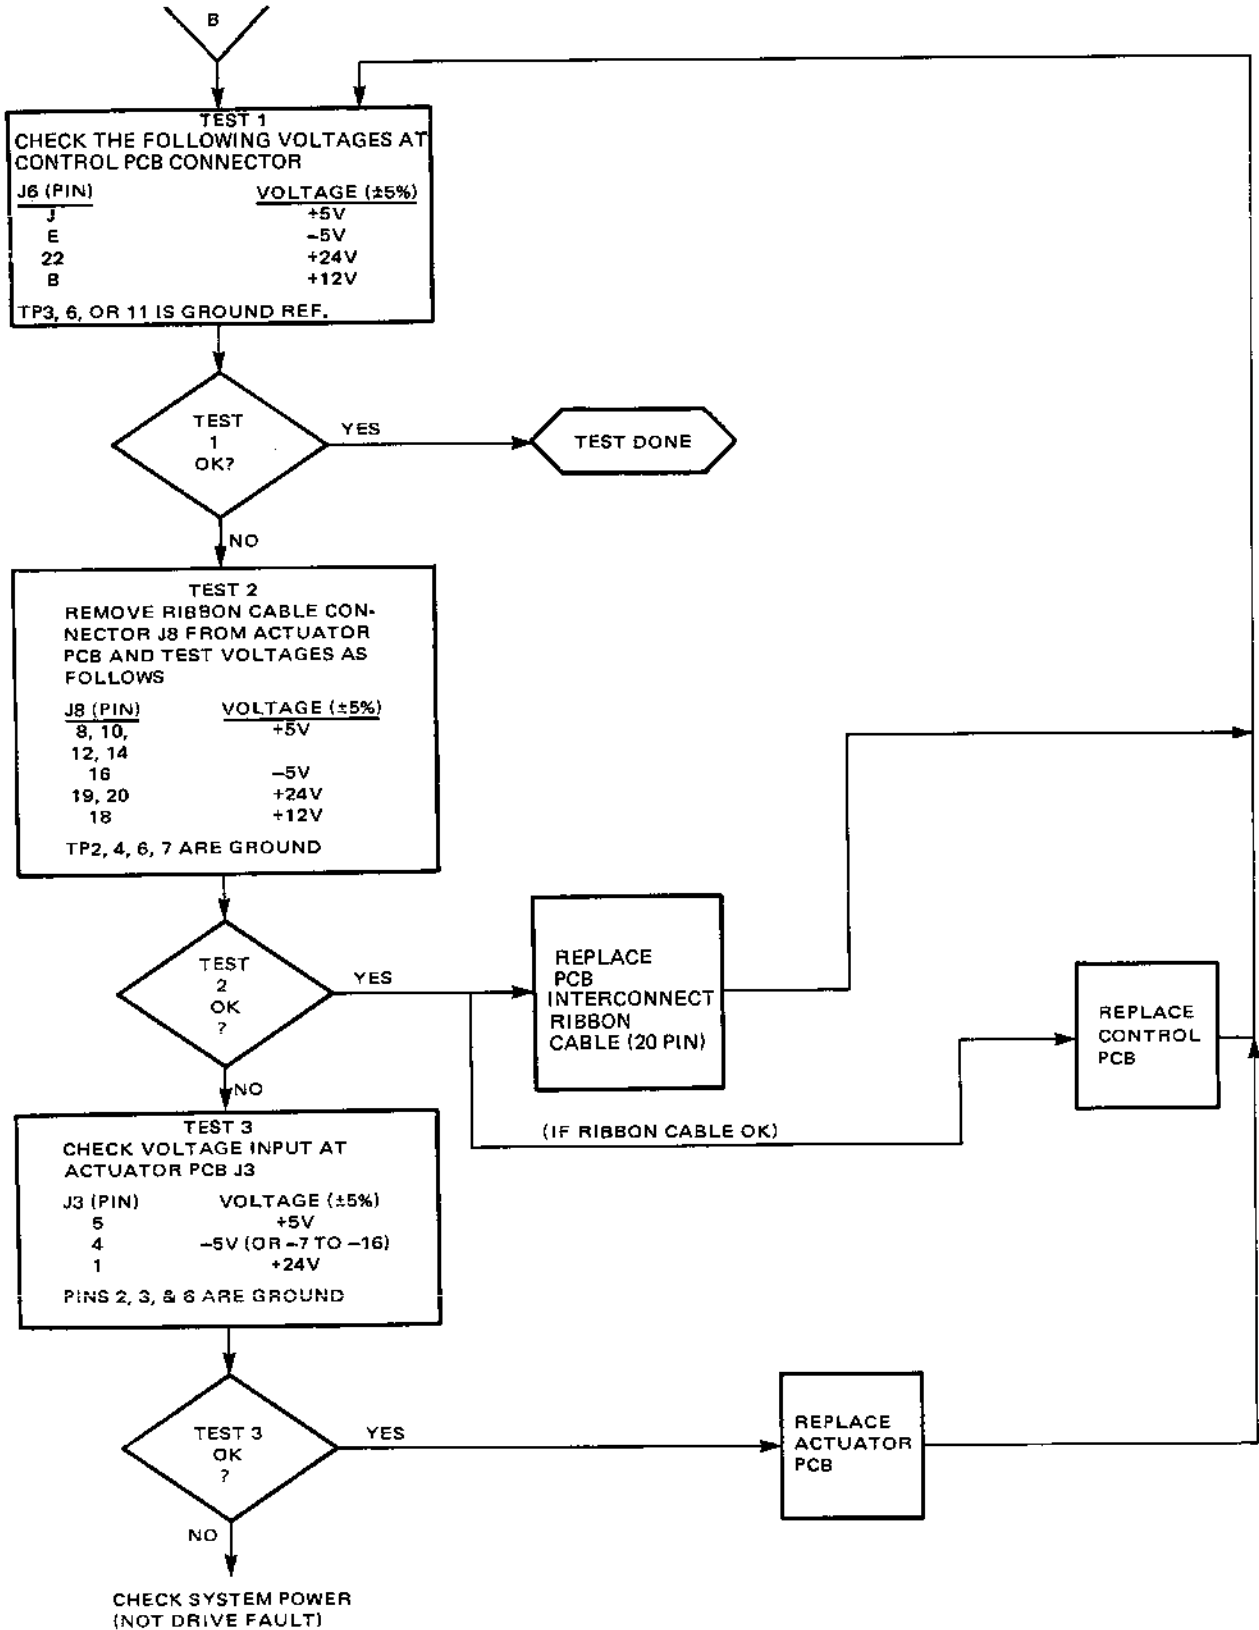 B
TEST 1
CHECK THE FOLLOWING VOLTAGES AT
CONTROL PCB CONNECTOR
J6 (PIN) VOLTAGE (±5%)
J +5V
E –5V
22 +24V
B +12V
TP3, 6, OR 11 IS GROUND REF.
TEST
1
OK?
YES
TEST DONE
NO
TEST 2
REMOVE RIBBON CABLE CON-
NECTOR J8 FROM ACTUATOR
PCB AND TEST VOLTAGES AS
FOLLOWS
J8 (PIN) VOLTAGE (±5%)
8, 10, +5V
12, 14
16 –5V
19, 20 +24V
18 +12V
TP2, 4, 6, 7 ARE GROUND
TEST
2
OK
?
YES
REPLACE
PCB
INTERCONNECT
RIBBON
CABLE (20 PIN)
REPLACE
CONTROL
PCB
NO
(IF RIBBON CABLE OK)
TEST 3
CHECK VOLTAGE INPUT AT
ACTUATOR PCB J3
J3 (PIN) VOLTAGE (±5%)
5 +5V
4 –5V (OR –7 TO –16)
1 +24V
PINS 2, 3, & 6 ARE GROUND
TEST 3
OK
?
YES
REPLACE
ACTUATOR
PCB
NO
CHECK SYSTEM POWER
(NOT DRIVE FAULT)